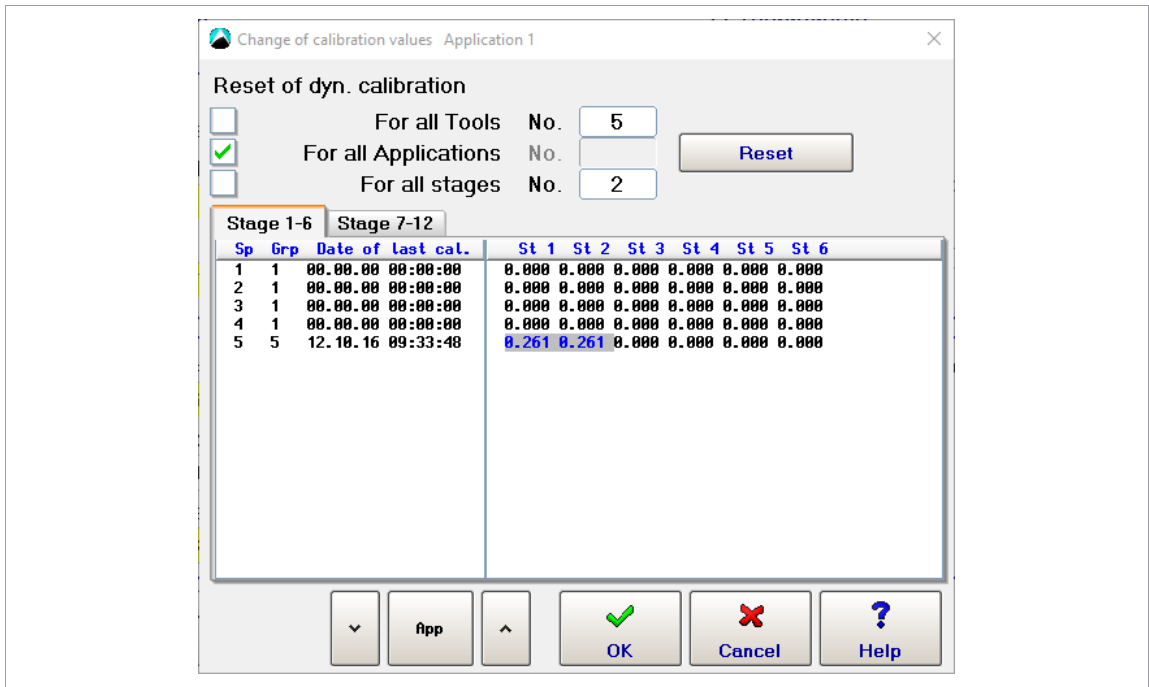 Change of calibration values Application 1
Reset of dyn. calibration
For all Tools No. 5
For all Applications No.
Reset
For all stages No. 2
Stage 1-6 Stage 7-12
Sp Grp Date of last cal. St 1 St 2 St 3 St 4 St 5 St 6
1 1 00.00.00 00:00:00 0.000 0.000 0.000 0.000 0.000 0.000
2 1 00.00.00 00:00:00 0.000 0.000 0.000 0.000 0.000 0.000
3 1 00.00.00 00:00:00 0.000 0.000 0.000 0.000 0.000 0.000
4 1 00.00.00 00:00:00 0.000 0.000 0.000 0.000 0.000 0.000
5 5 12.10.16 09:33:48 0.261 0.261 0.000 0.000 0.000 0.000
App
OK
Cancel
Help